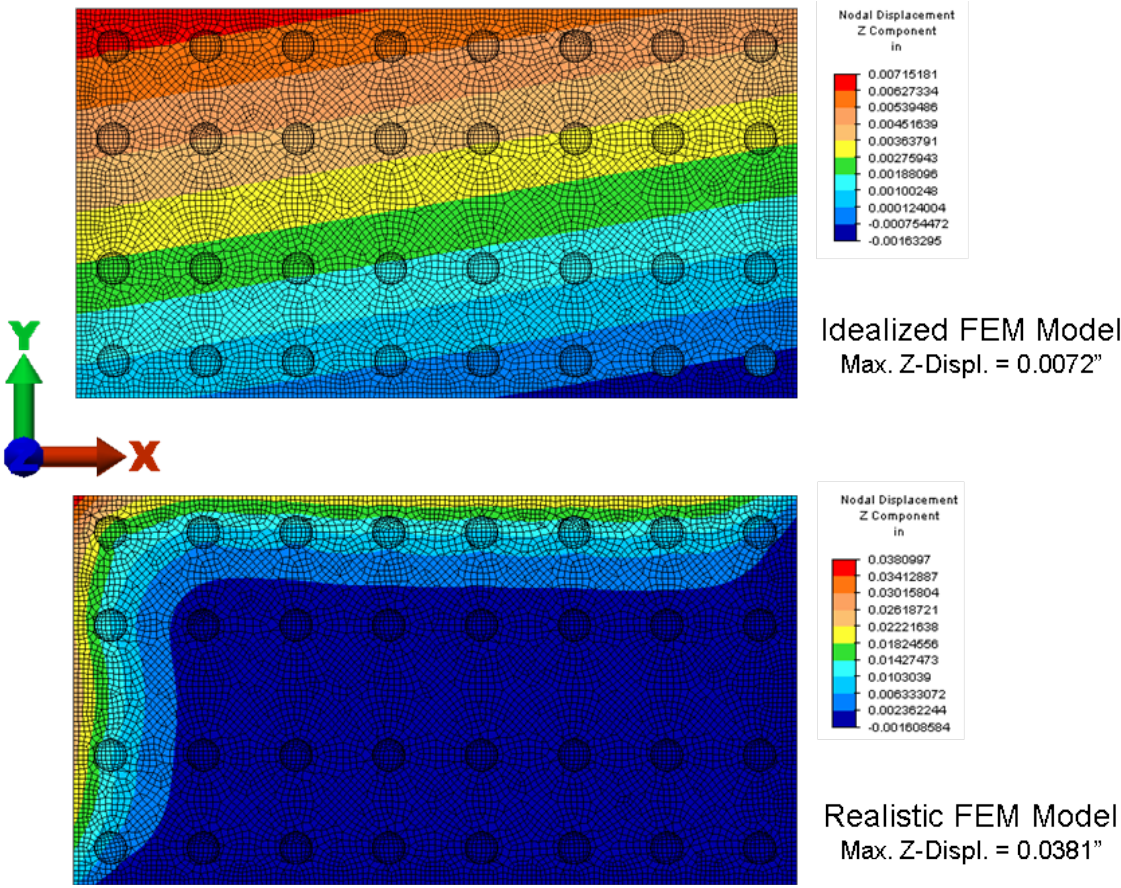 Nodal Displacement
Z Component
in
0.00715181
0.00627334
0.00539486
0.00451639
0.00363791
0.00275943
0.00188096
0.00100248
0.000124004
-0.000754472
-0.00163295
Idealized FEM Model
Max. Z-Displ. = 0.0072”
Y
Z
X
Nodal Displacement
Z Component
in
0.0380997
0.03412887
0.03015804
0.02618721
0.02221638
0.01824556
0.01427473
0.0103039
0.006333072
0.002362244
-0.001608584
Realistic FEM Model
Max. Z-Displ. = 0.0381”